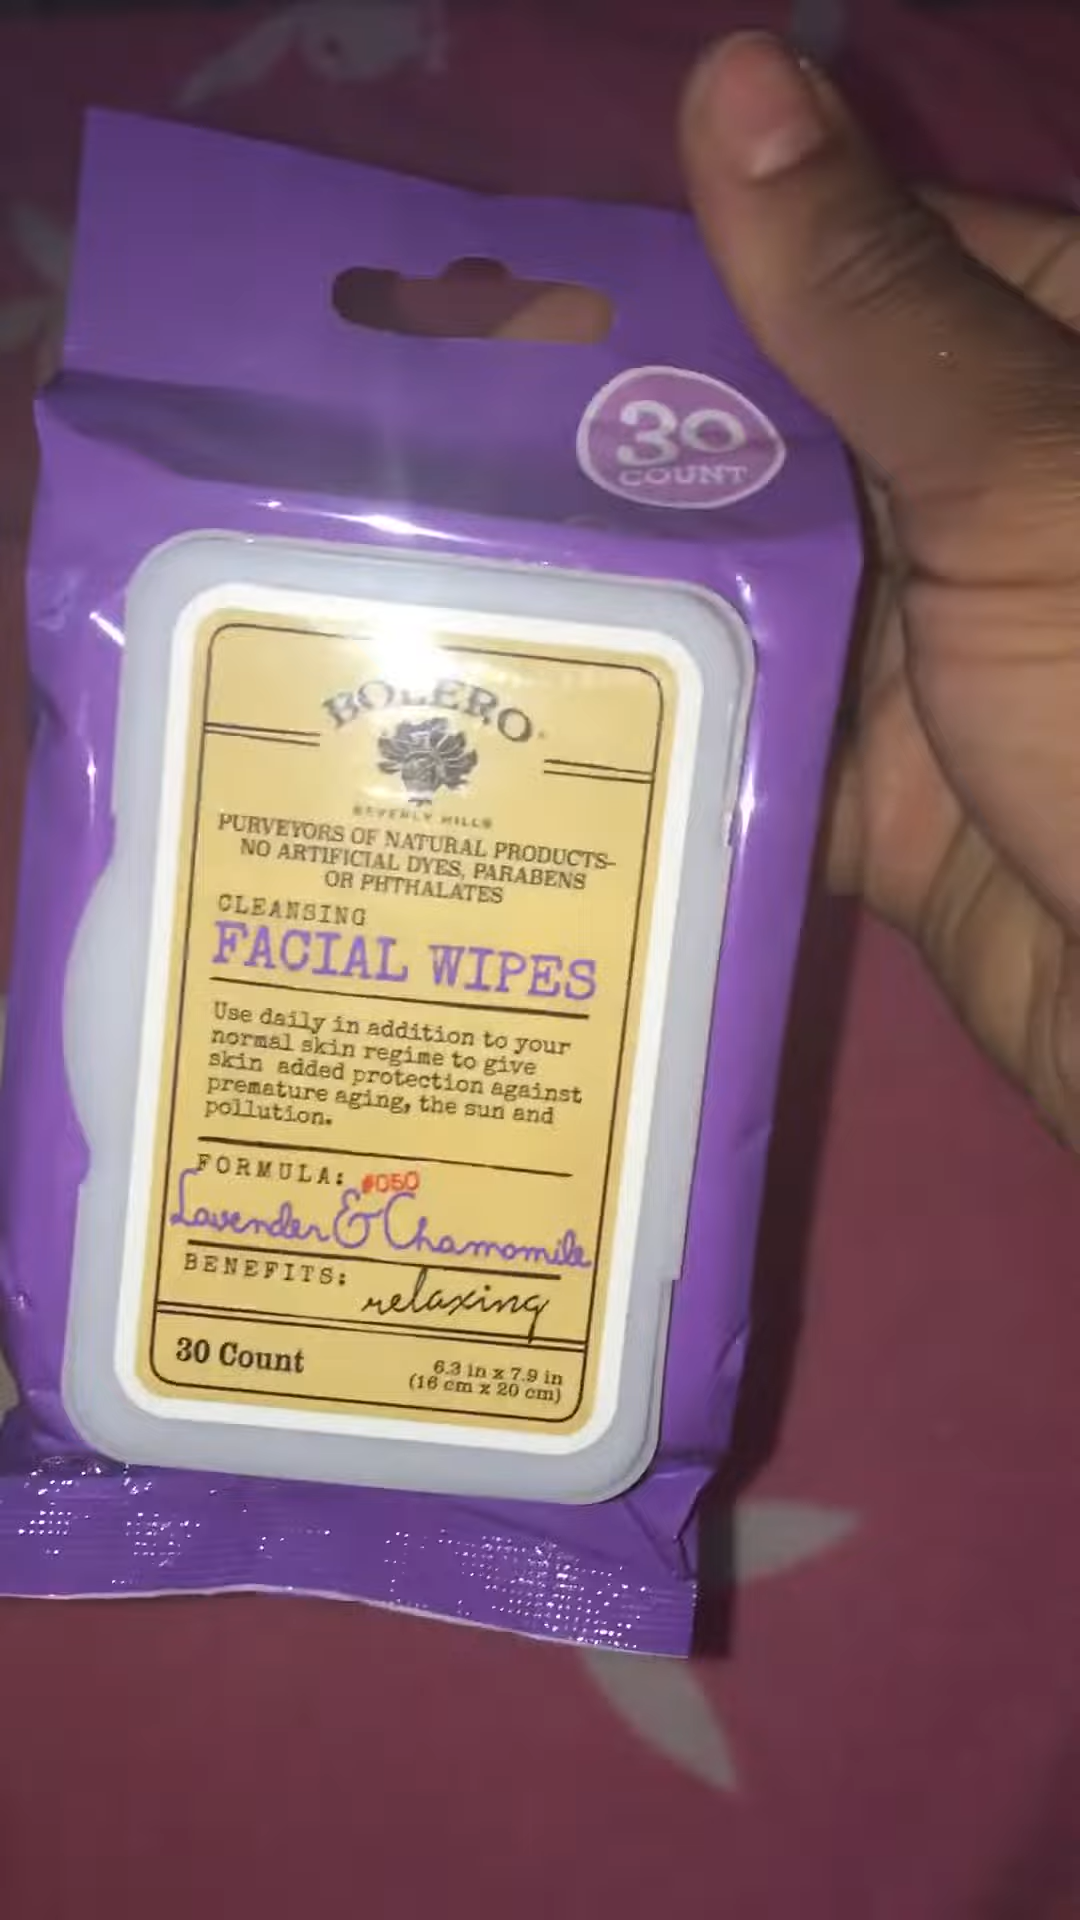 30
COUNT
BOLERO®
BEVERLY HILLS
PURVEYORS OF NATURAL PRODUCTS-
NO ARTIFICIAL DYES, PARABENS
OR PHTHALATES
CLEANSING
FACIAL WIPES
Use daily in addition to your
normal skin regime to give
skin added protection against
premature aging, the sun and
pollution.
FORMULA: #050
Lavender & Chamomile
BENEFITS: relaxing
30 Count
6.3 in x 7.9 in
(16 cm x 20 cm)